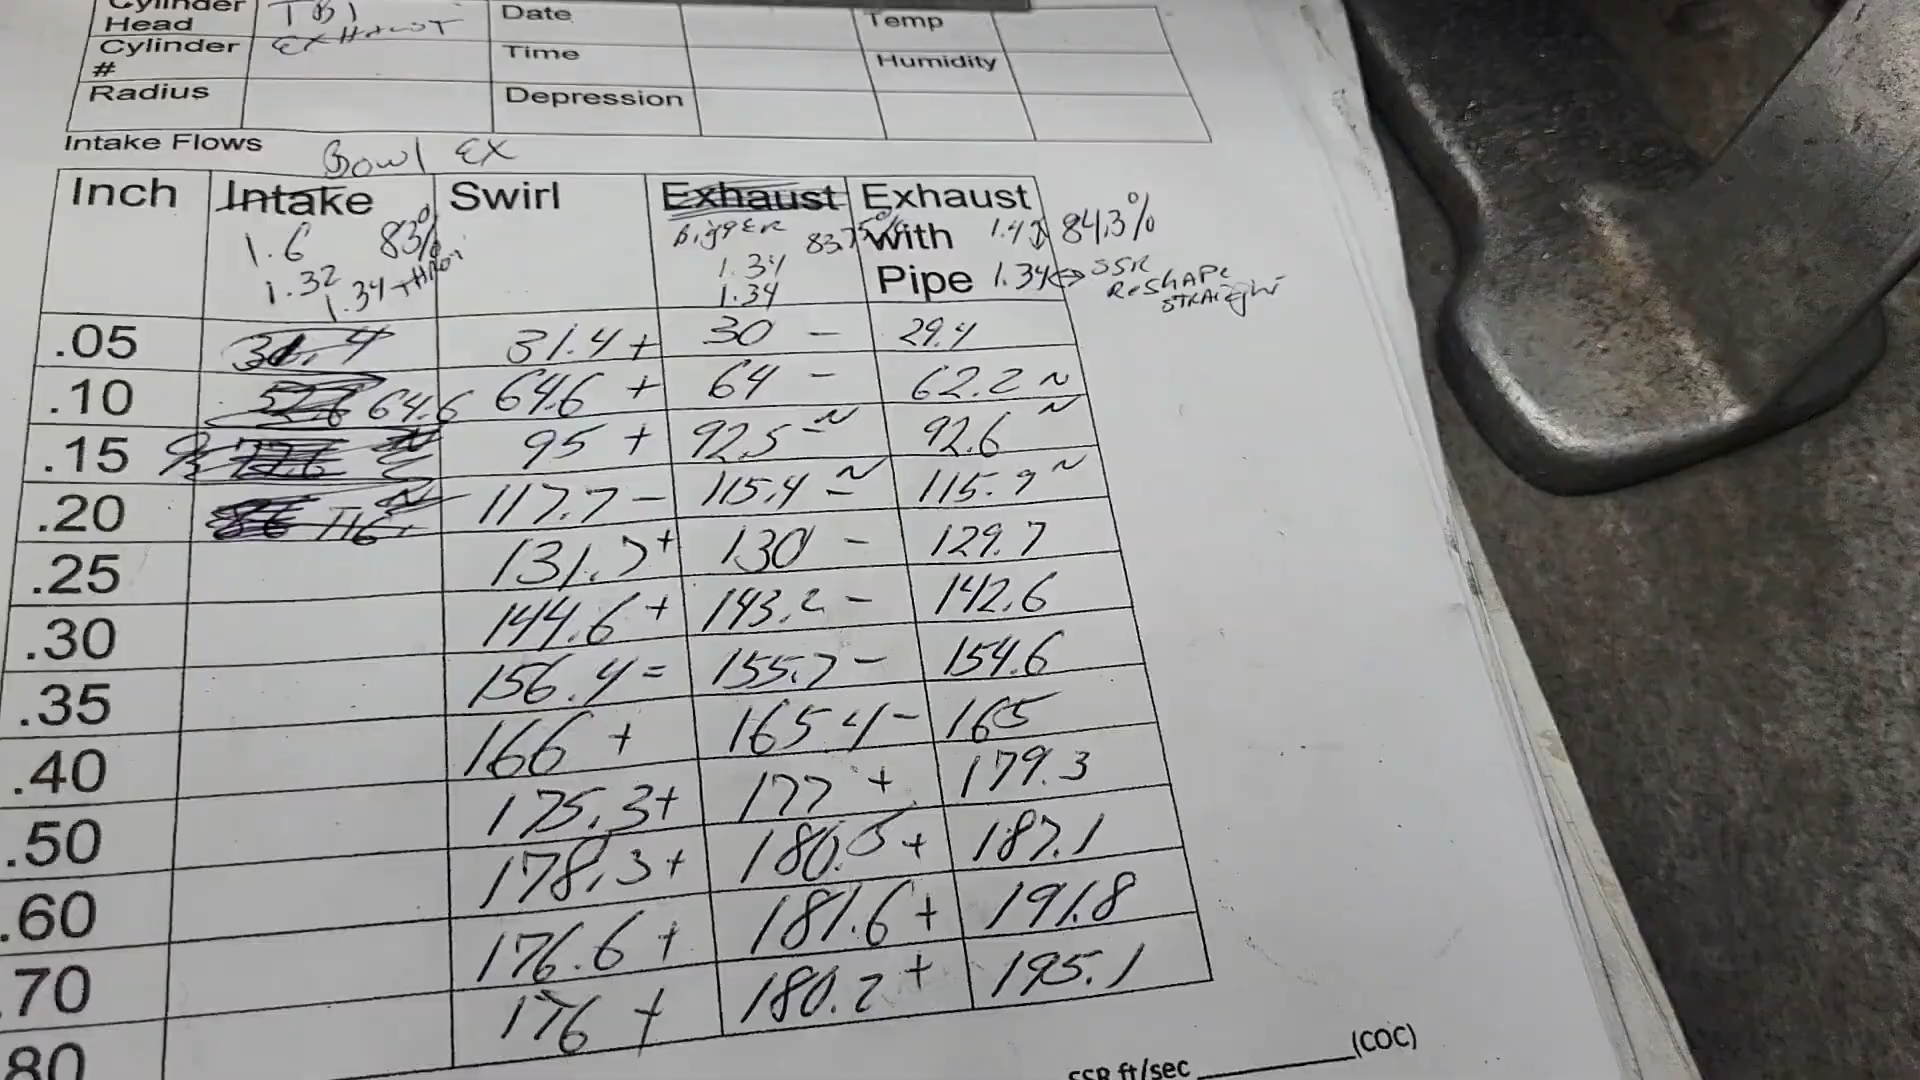 Cylinder Head TBI Date Temp
Cylinder # EXHAUST Time Humidity
Radius Depression
Intake Flows Bowl EX
Inch Intake Swirl Exhaust Exhaust With Pipe
1.6 83%
1.32 1.34
BiggER
1.34
1.34
84.3%
1.34 SSR
ReSHAPe
STRAight
.05 31.4 + 30 - 29.4
.10 64.6 64.6 + 64 - 62.2 ~
.15 95 + 92.5 - ~ 92.6 ~
.20 116 117.7 - 115.4 - ~ 115.9 ~
.25 131.7 + 130 - 129.7
.30 144.6 + 143.2 - 142.6
.35 156.4 = 155.7 - 154.6
.40 166 + 165.4 - 165
.50 175.3 + 177 + 179.3
.60 178.3 + 180.5 + 187.1
.70 176.6 + 181.6 + 191.8
.80 176 + 180.2 + 195.1
SSR ft/sec (COC)